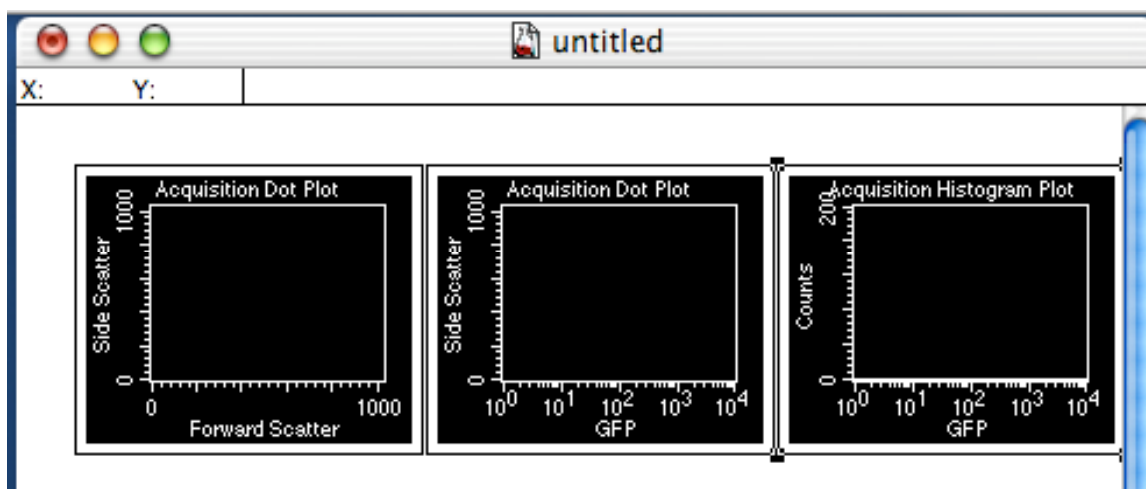 untitled
X: Y:
Acquisition Dot Plot
1000
Side Scatter
0
0 1000
Forward Scatter
Acquisition Dot Plot
1000
Side Scatter
0
10^0 10^1 10^2 10^3 10^4
GFP
Acquisition Histogram Plot
200
Counts
0
10^0 10^1 10^2 10^3 10^4
GFP